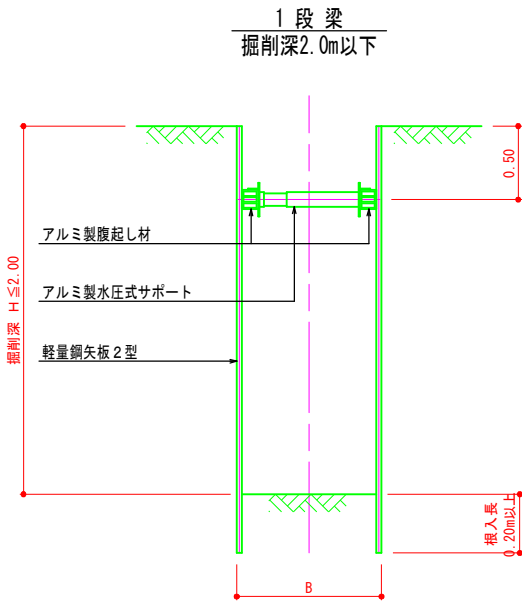 1 段 梁
掘削深2.0m以下
0.50
アルミ製腹起し材
アルミ製水圧式サポート
掘削深 H≦2.00
軽量鋼矢板2型
根入長
0.20m以上
B